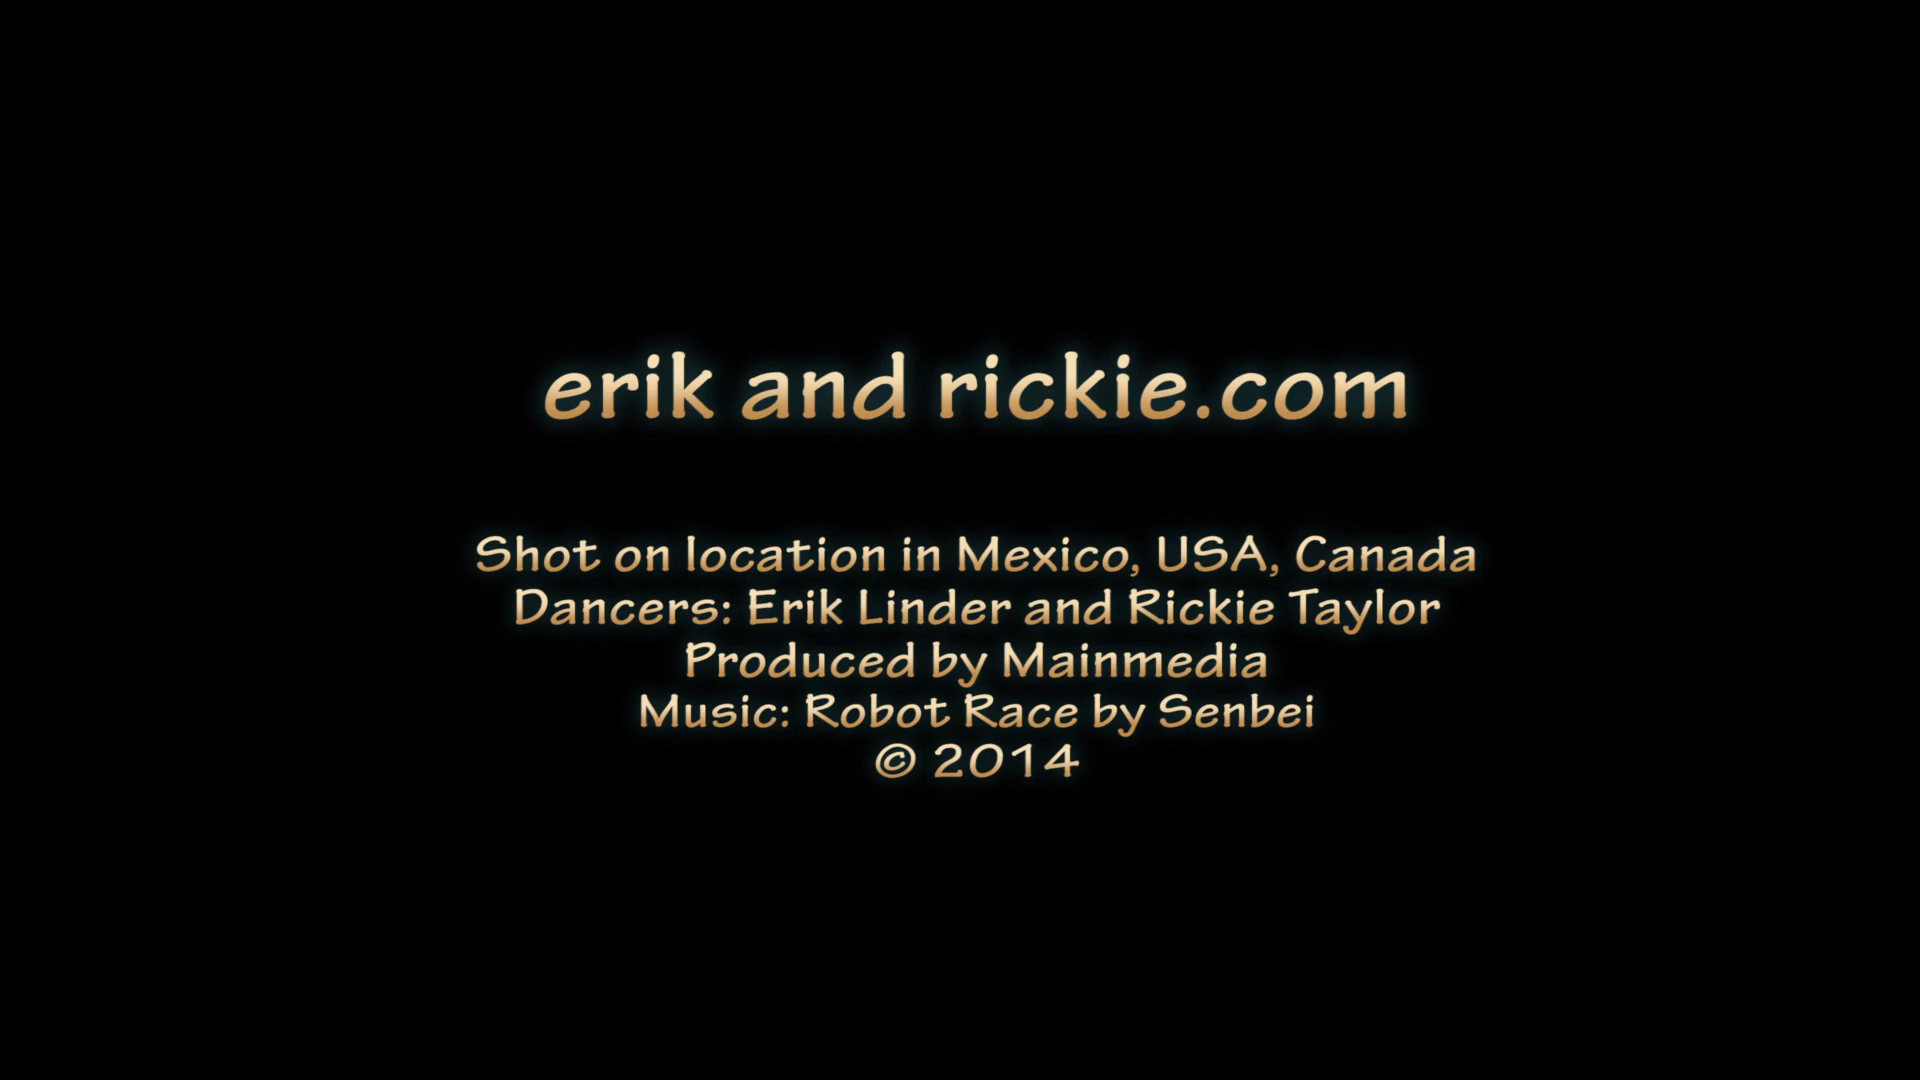 erik and rickie.com
Shot on location in Mexico, USA, Canada
Dancers: Erik Linder and Rickie Taylor
Produced by Mainmedia
Music: Robot Race by Senbei
© 2014